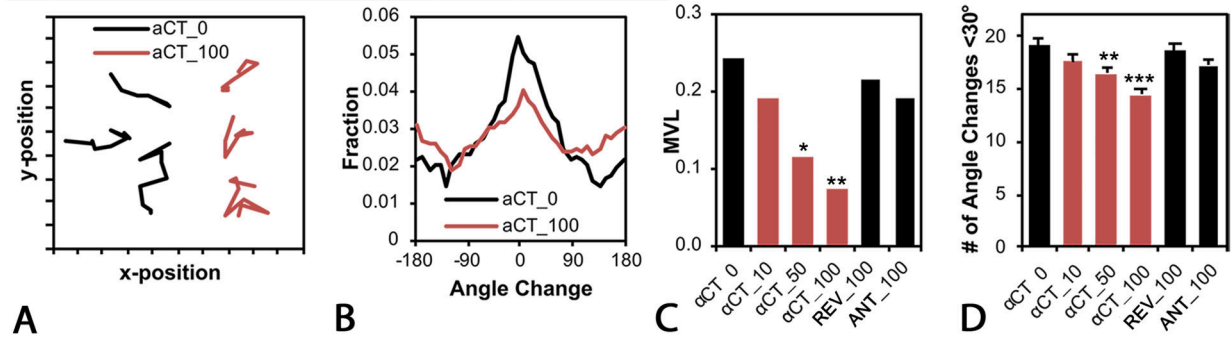 aCT_0
aCT_100
y-position
x-position
A
0.06
0.05
0.04
0.03
0.02
0.01
0
Fraction
aCT_0
aCT_100
-180
-90
0
90
180
Angle Change
B
0.3
0.2
0.1
0.0
MVL
*
**
αCT_0
αCT_10
αCT_50
αCT_100
REV_100
ANT_100
C
20
15
10
5
0
# of Angle Changes <30°
**
***
αCT_0
αCT_10
αCT_50
αCT_100
REV_100
ANT_100
D